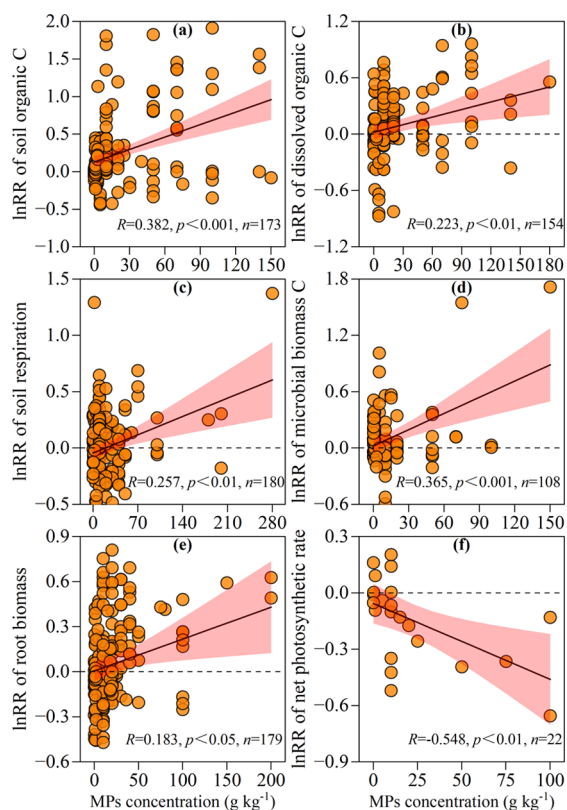 (a)
lnRR of soil organic C
2.0
1.5
1.0
0.5
0.0
−0.5
−1.0
R=0.382, p<0.001, n=173
0 30 60 90 120 150
(b)
lnRR of dissolved organic C
1.2
0.6
0.0
−0.6
−1.2
R=0.223, p<0.01, n=154
0 30 60 90 120 150 180
(c)
lnRR of soil respiration
1.5
1.0
0.5
0.0
−0.5
R=0.257, p<0.01, n=180
0 70 140 210 280
(d)
lnRR of microbial biomass C
1.8
1.2
0.6
0.0
−0.6
R=0.365, p<0.001, n=108
0 30 60 90 120 150
(e)
lnRR of root biomass
0.9
0.6
0.3
0.0
−0.3
−0.6
R=0.183, p<0.05, n=179
0 50 100 150 200
MPs concentration (g kg⁻¹)
(f)
lnRR of net photosynthetic rate
0.3
0.0
−0.3
−0.6
−0.9
R=-0.548, p<0.01, n=22
0 25 50 75 100
MPs concentration (g kg⁻¹)